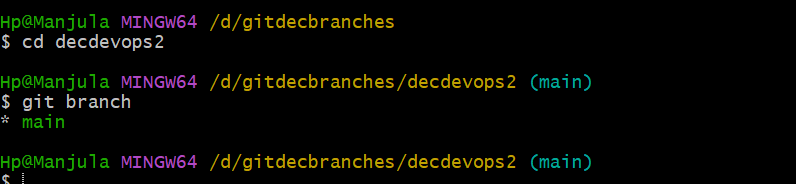 Hp@Manjula MINGW64 /d/gitdecbranches
$ cd decdevops2
Hp@Manjula MINGW64 /d/gitdecbranches/decdevops2 (main)
$ git branch
* main
Hp@Manjula MINGW64 /d/gitdecbranches/decdevops2 (main)
$